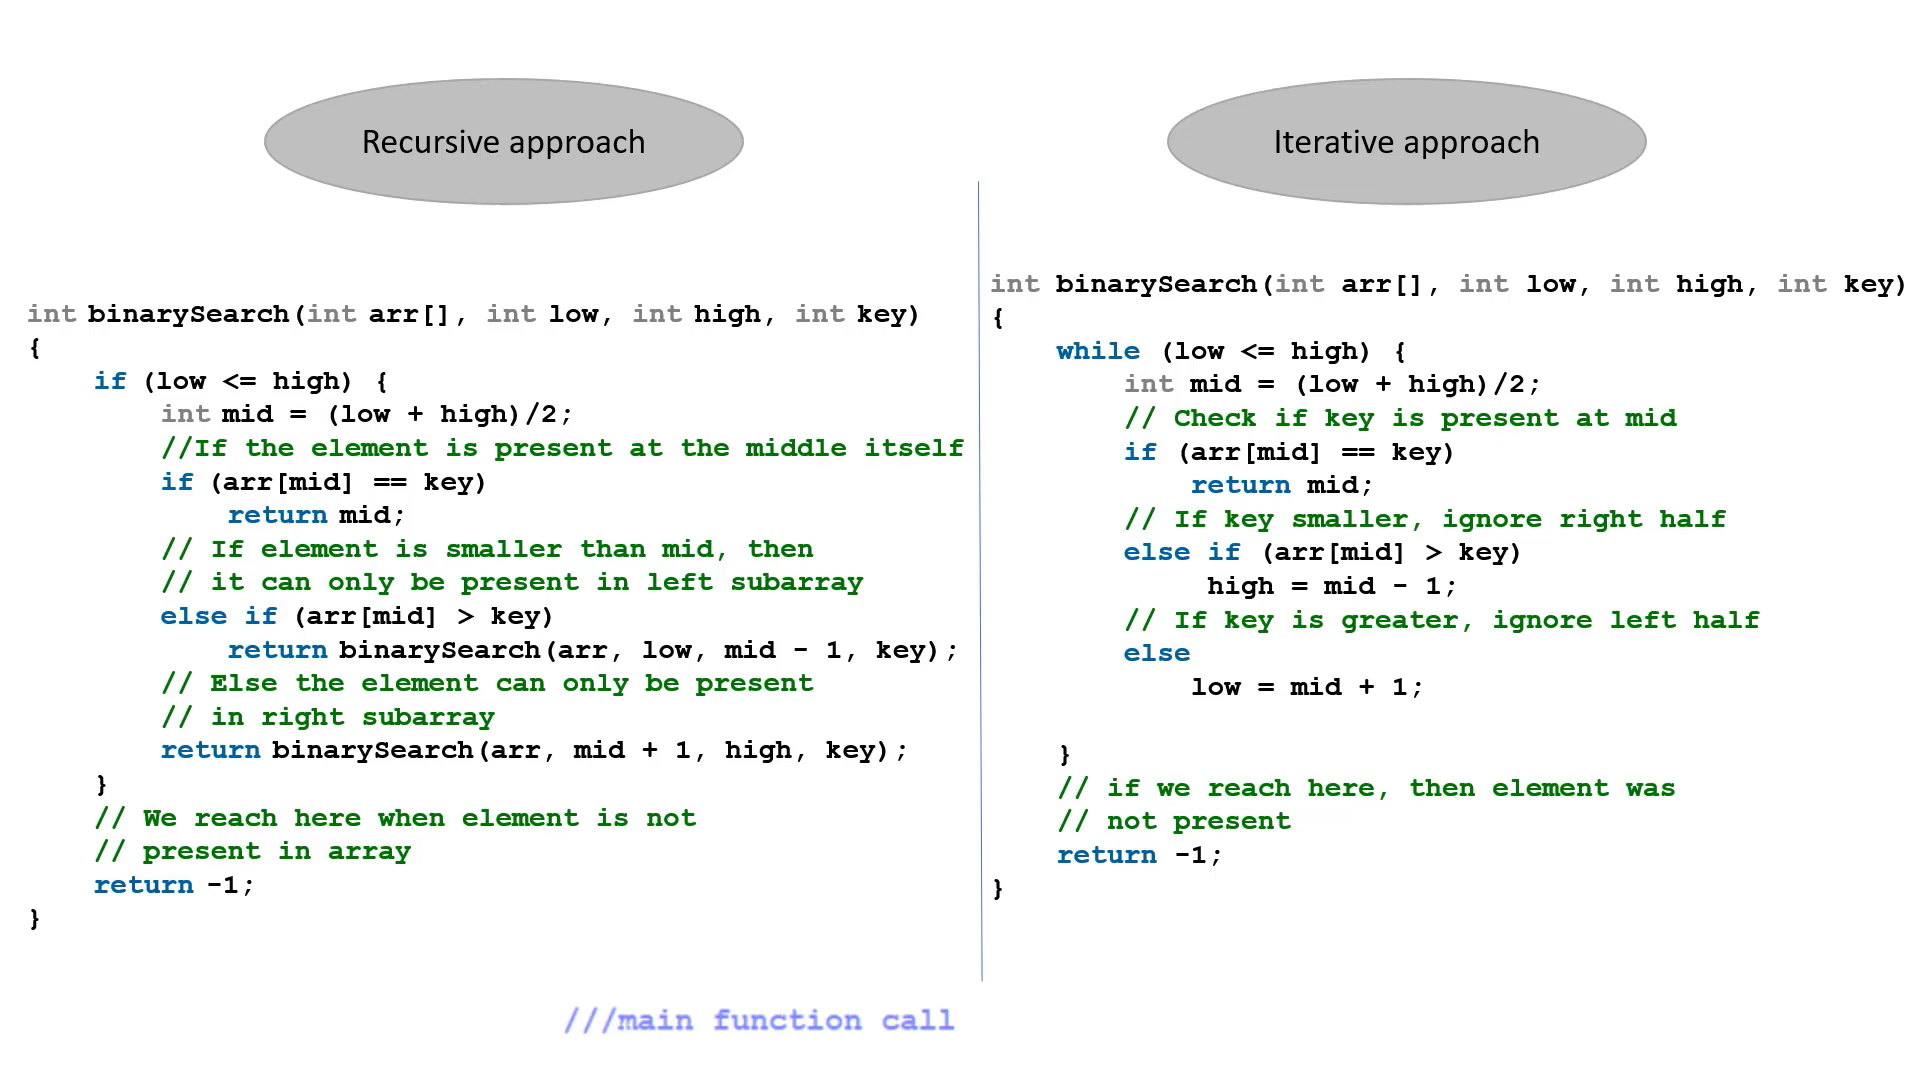 Recursive approach
int binarySearch(int arr[], int low, int high, int key)
{
if (low <= high) {
int mid = (low + high)/2;
//If the element is present at the middle itself
if (arr[mid] == key)
return mid;
// If element is smaller than mid, then
// it can only be present in left subarray
else if (arr[mid] > key)
return binarySearch(arr, low, mid - 1, key);
// Else the element can only be present
// in right subarray
return binarySearch(arr, mid + 1, high, key);
}
// We reach here when element is not
// present in array
return -1;
}
Iterative approach
int binarySearch(int arr[], int low, int high, int key)
{
while (low <= high) {
int mid = (low + high)/2;
// Check if key is present at mid
if (arr[mid] == key)
return mid;
// If key smaller, ignore right half
else if (arr[mid] > key)
high = mid - 1;
// If key is greater, ignore left half
else
low = mid + 1;
}
// if we reach here, then element was
// not present
return -1;
}
///main function call